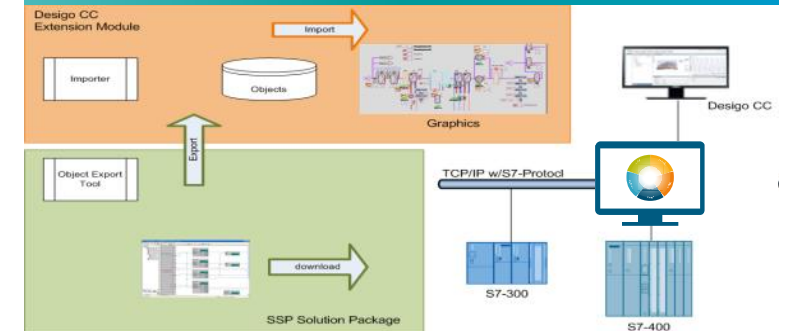 Desigo CC
Extension Module
Import
Importer
Objects
Graphics
Desigo CC
Export
Object Export
Tool
TCP/IP w/S7-Protocl
download
S7-300
SSP Solution Package
S7-400